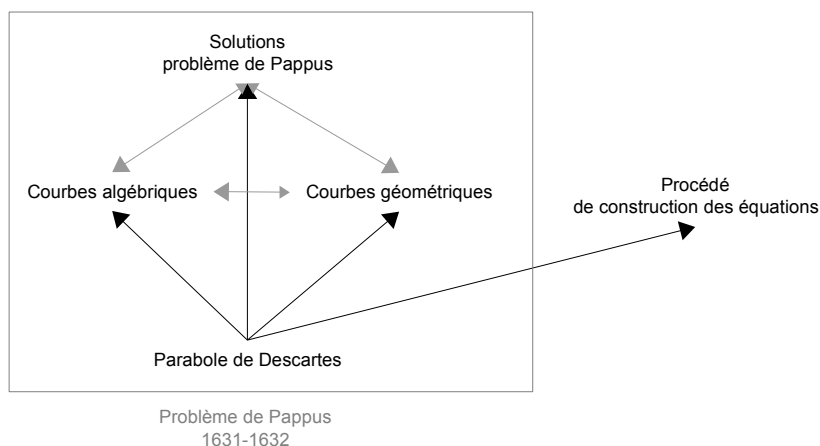 Solutions
problème de Pappus
Courbes algébriques
Courbes géométriques
Procédé
de construction des équations
Parabole de Descartes
Problème de Pappus
1631-1632